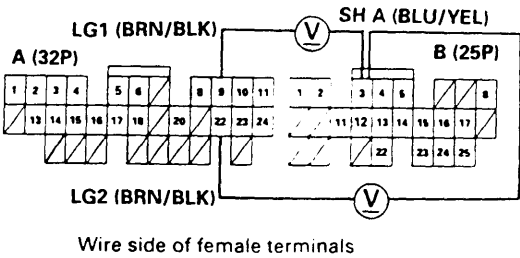 LG1 (BRN/BLK)
SH A (BLU/YEL)
V
A (32P)
B (25P)
1 2 3 4 5 6 8 9 10 11 1 2 3 4 5 8
13 14 15 16 17 18 20 22 23 24 11 12 13 14 15 16 17
22 23 24 25
LG2 (BRN/BLK)
V
Wire side of female terminals